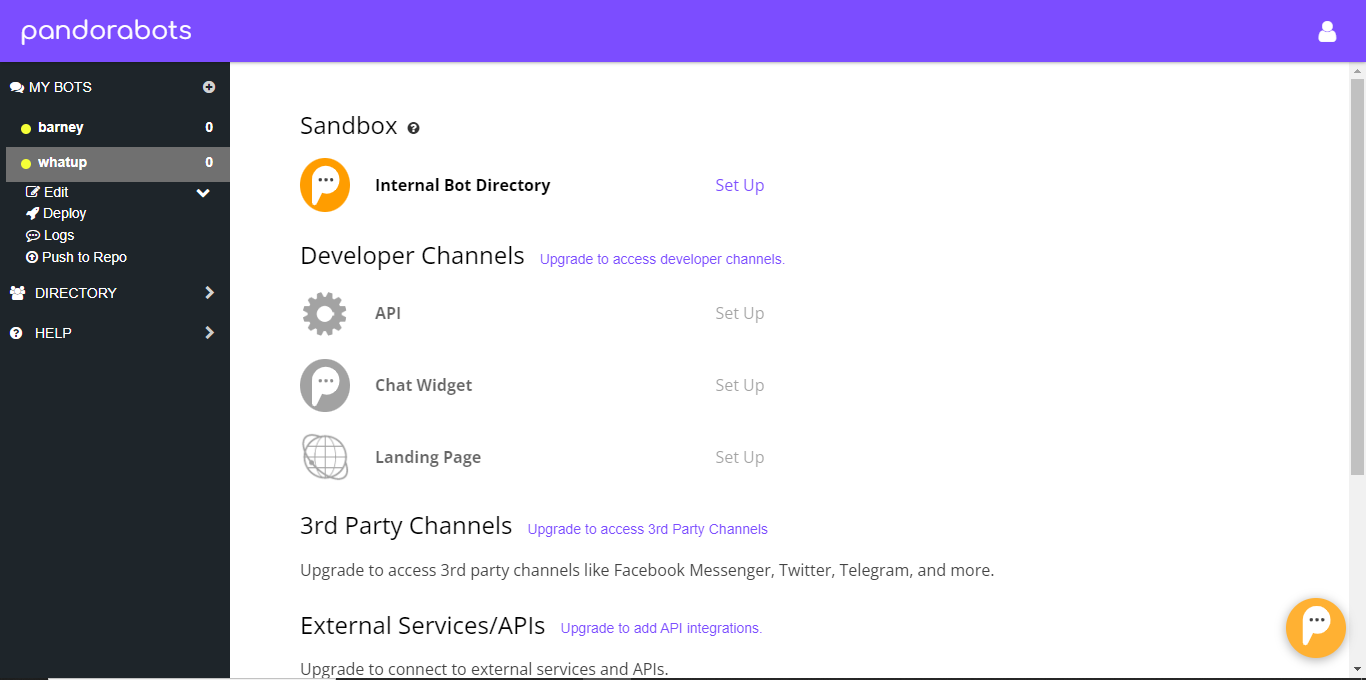 pandorabots
MY BOTS
barney 0
whatup 0
Edit
Deploy
Logs
Push to Repo
DIRECTORY
HELP
Sandbox
Internal Bot Directory Set Up
Developer Channels Upgrade to access developer channels.
API Set Up
Chat Widget Set Up
Landing Page Set Up
3rd Party Channels Upgrade to access 3rd Party Channels
Upgrade to access 3rd party channels like Facebook Messenger, Twitter, Telegram, and more.
External Services/APIs Upgrade to add API integrations.
Upgrade to connect to external services and APIs.